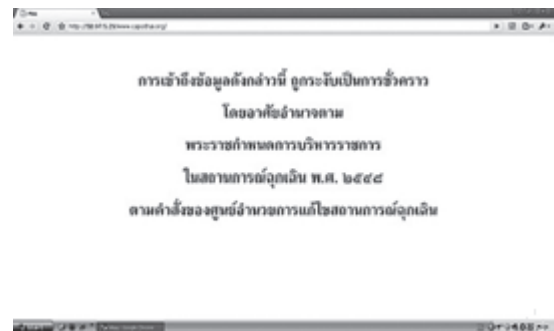 การเข้าถึงข้อมูลดังกล่าวนี้ ถูกระงับเป็นการชั่วคราว
โดยอาศัยอำนาจตาม
พระราชกำหนดการบริหารราชการ
ในสถานการณ์ฉุกเฉิน พ.ศ. ๒๕๔๘
ตามคำสั่งของศูนย์อำนวยการแก้ไขสถานการณ์ฉุกเฉิน